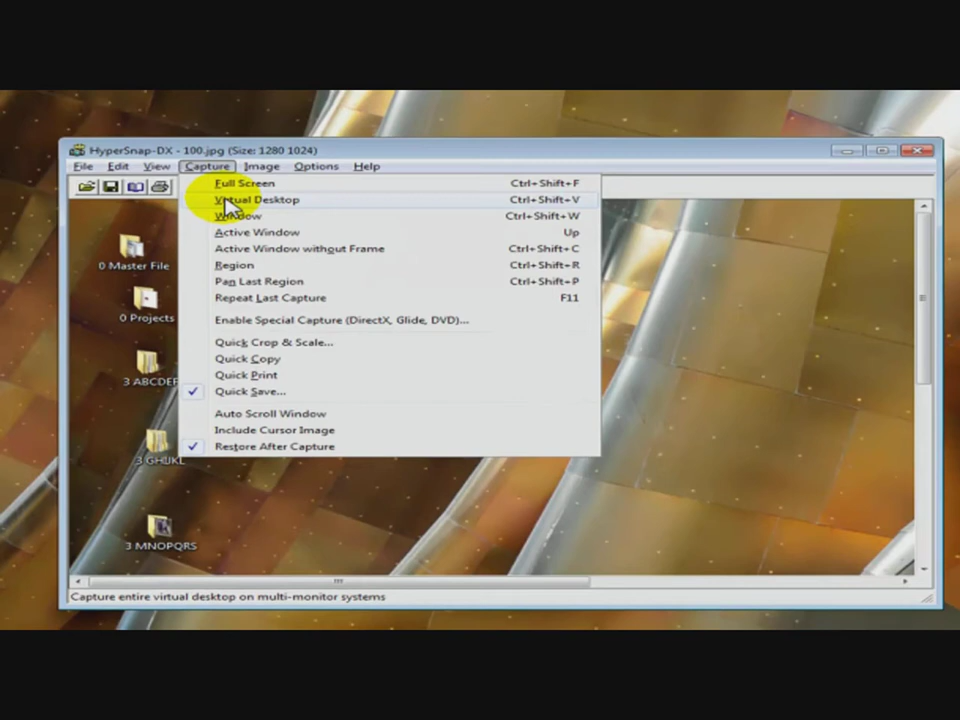 HyperSnap-DX - 100.jpg (Size: 1280 1024)
File Edit View Capture Image Options Help
Full Screen Ctrl+Shift+F
Virtual Desktop Ctrl+Shift+V
Window Ctrl+Shift+W
Active Window Up
Active Window without Frame Ctrl+Shift+C
Region Ctrl+Shift+R
Pan Last Region Ctrl+Shift+P
Repeat Last Capture F11
Enable Special Capture (DirectX, Glide, DVD)...
Quick Crop & Scale...
Quick Copy
Quick Print
Quick Save...
Auto Scroll Window
Include Cursor Image
Restore After Capture
0 Master File
0 Projects
3 ABCDEF
3 GHIJKL
3 MNOPQRS
Capture entire virtual desktop on multi-monitor systems